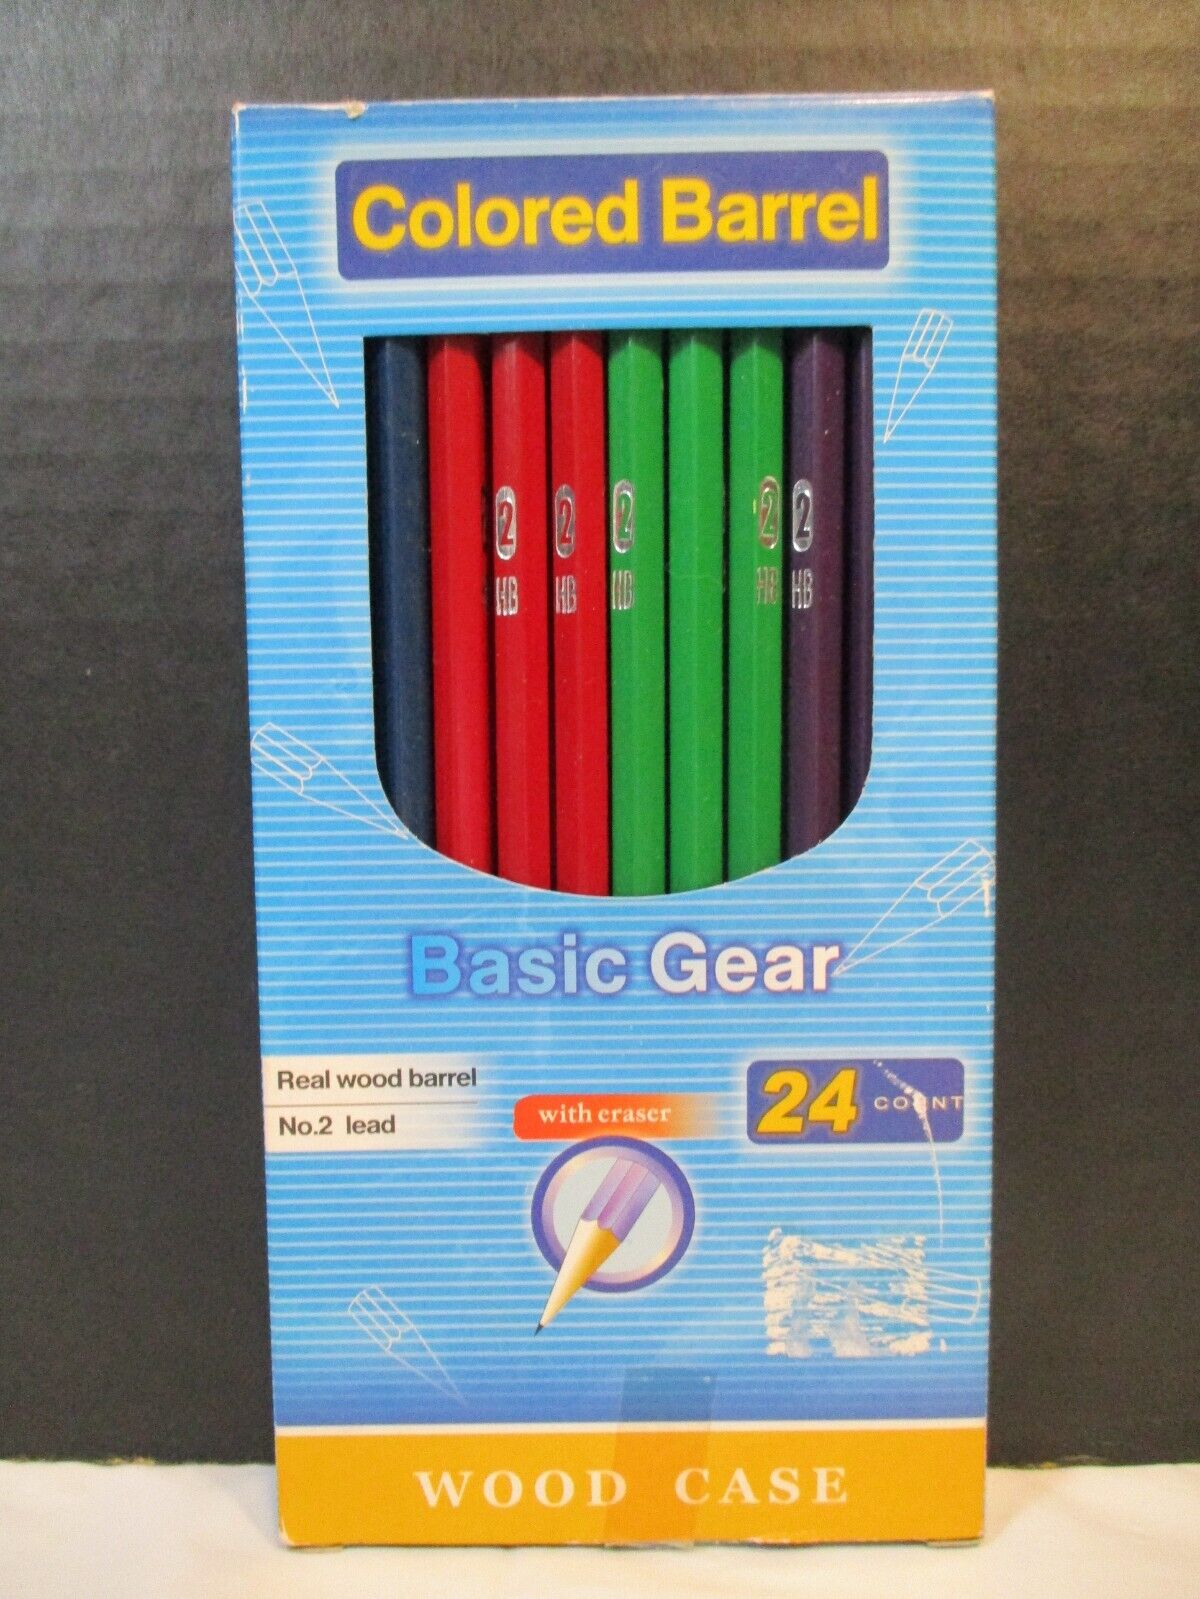 Colored Barrel
2 2 2 2 2
HB HB HB HB HB
Basic Gear
Real wood barrel
No.2 lead
with eraser
24 COUNT
WOOD CASE